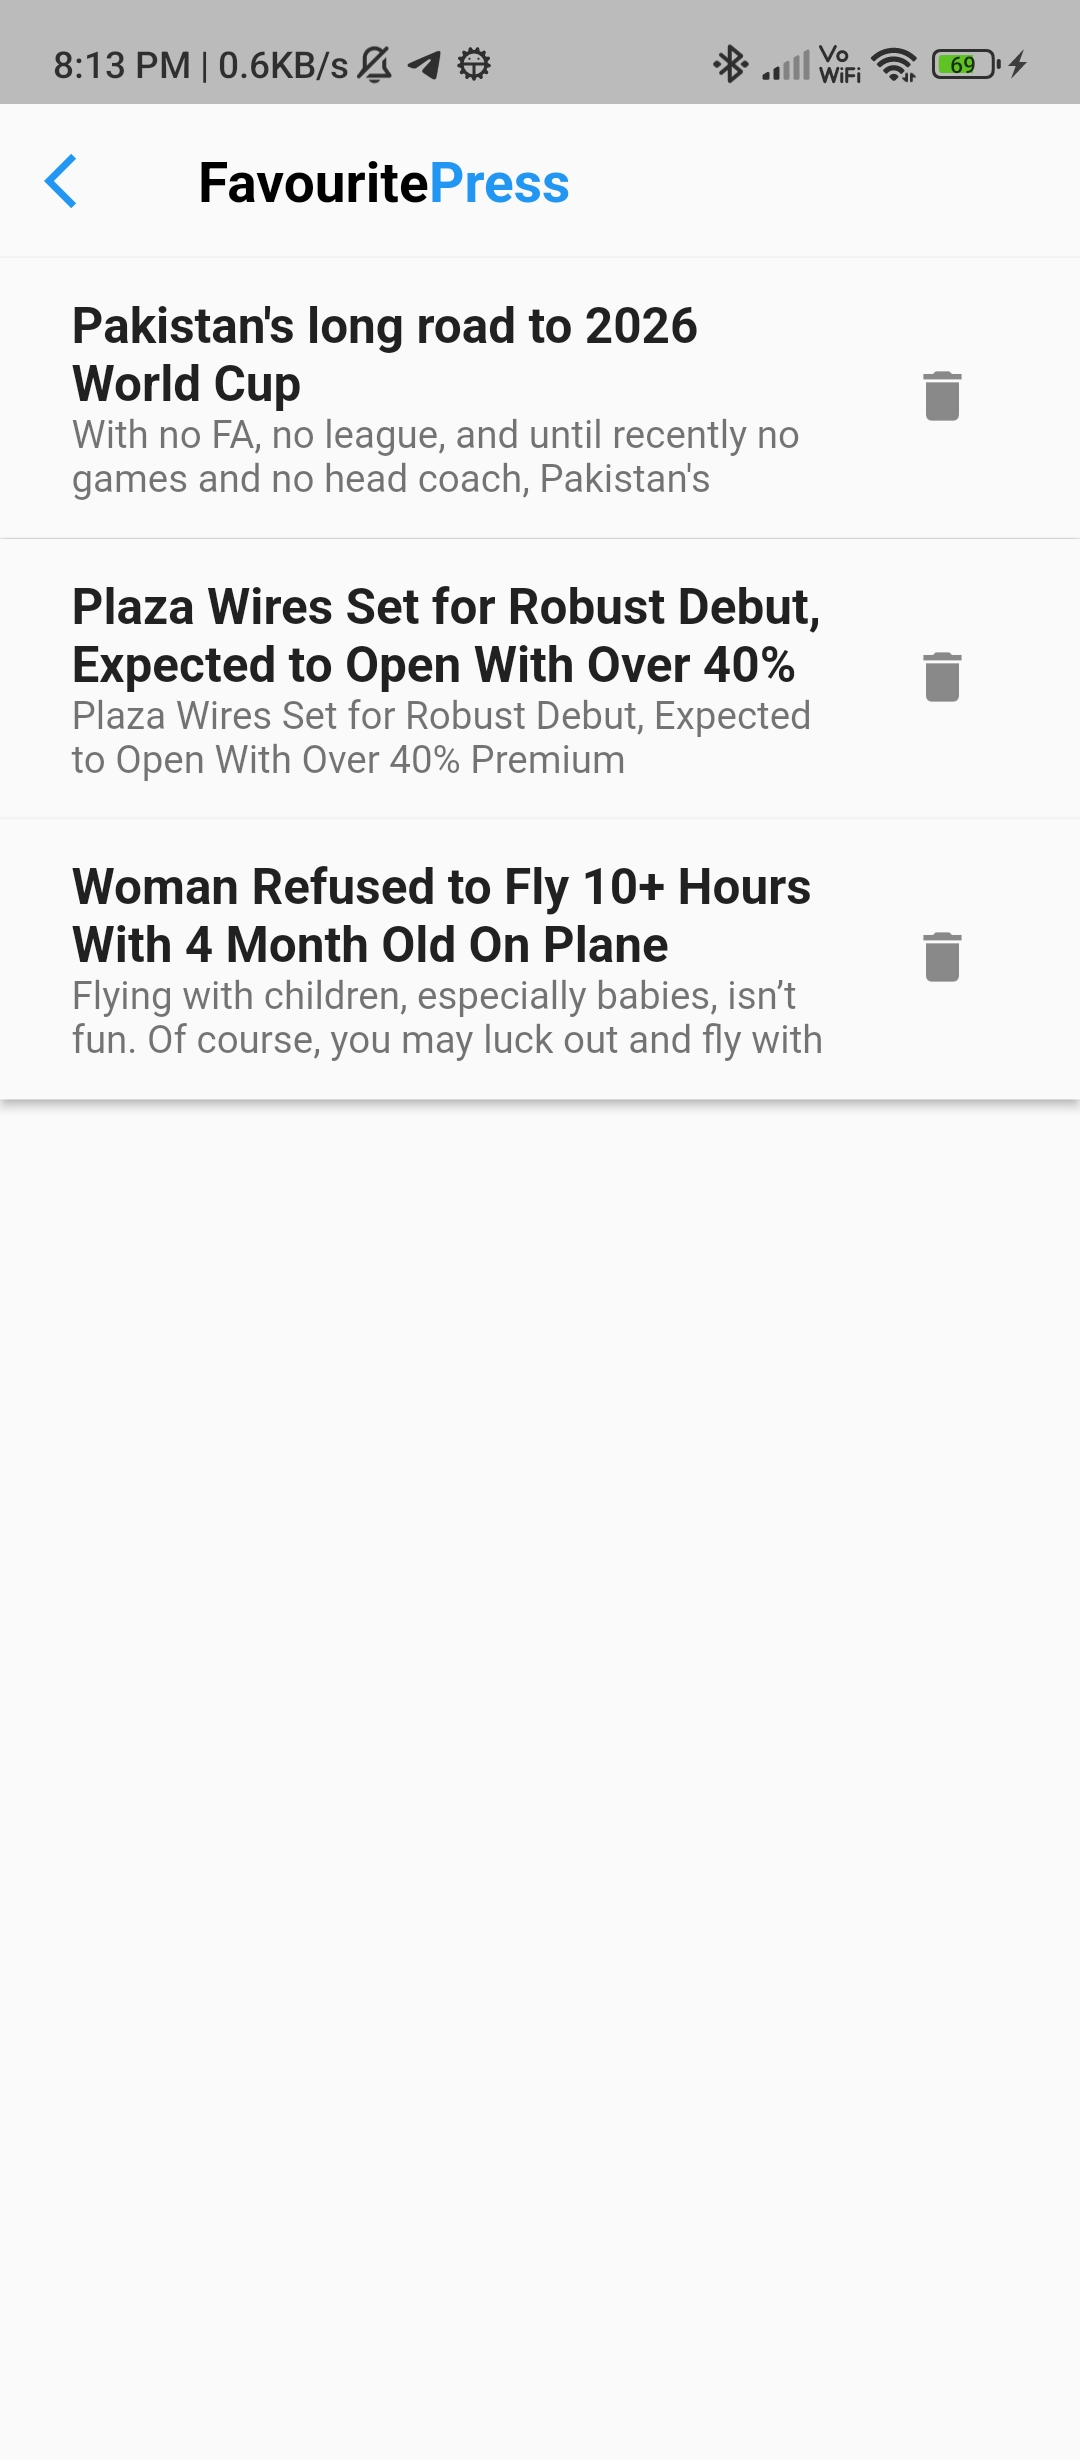 8:13 PM | 0.6KB/s Vo WiFi 69
FavouritePress
Pakistan's long road to 2026
World Cup
With no FA, no league, and until recently no
games and no head coach, Pakistan's
Plaza Wires Set for Robust Debut,
Expected to Open With Over 40%
Plaza Wires Set for Robust Debut, Expected
to Open With Over 40% Premium
Woman Refused to Fly 10+ Hours
With 4 Month Old On Plane
Flying with children, especially babies, isn’t
fun. Of course, you may luck out and fly with